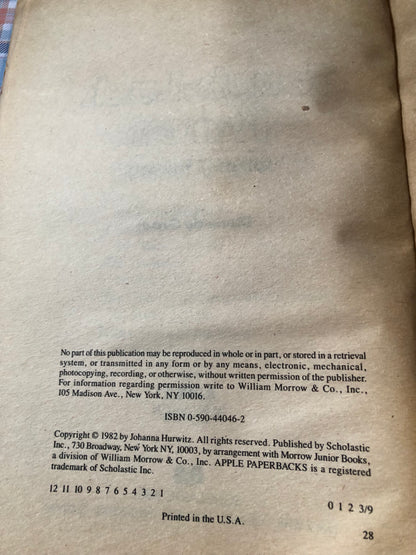 No part of this publication may be reproduced in whole or in part, or stored in a retrieval
system, or transmitted in any form or by any means, electronic, mechanical,
photocopying, recording, or otherwise, without written permission of the publisher.
For information regarding permission write to William Morrow & Co., Inc.,
105 Madison Ave., New York, NY 10016.
ISBN 0-590-44046-2
Copyright © 1982 by Johanna Hurwitz. All rights reserved. Published by Scholastic
Inc., 730 Broadway, New York NY, 10003, by arrangement with Morrow Junior Books,
a division of William Morrow & Co., Inc. APPLE PAPERBACKS is a registered
trademark of Scholastic Inc.
12 11 10 9 8 7 6 5 4 3 2 1
0 1 2 3/9
Printed in the U.S.A.
28